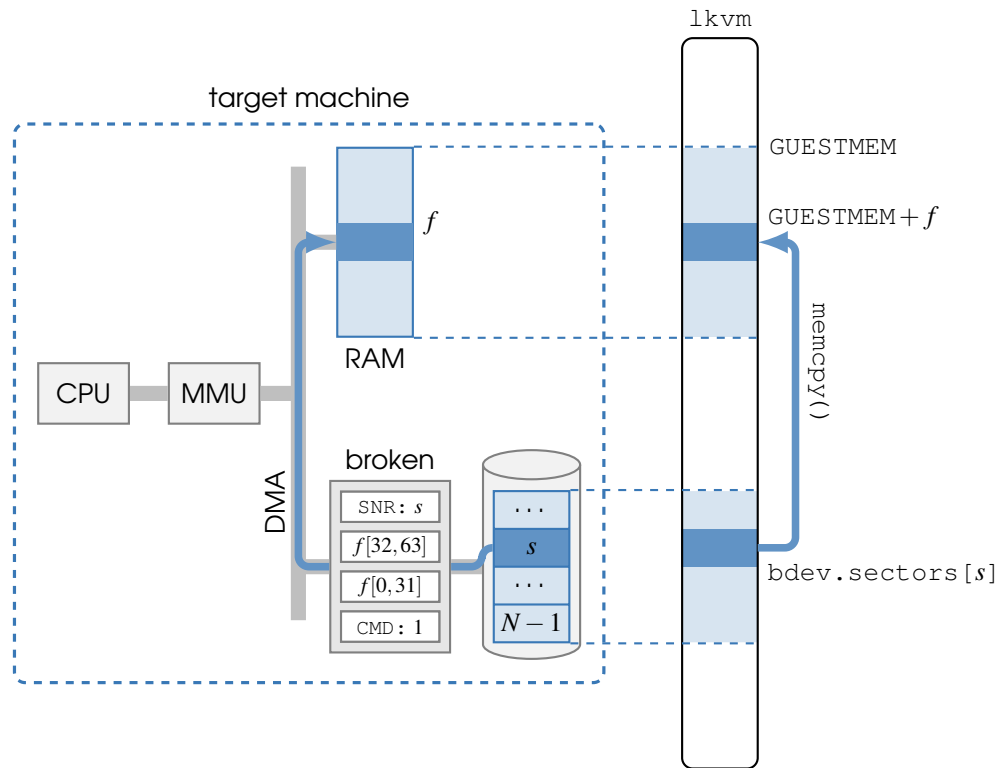 lkvm
target machine
GUESTMEM
GUESTMEM+f
f
RAM
CPU
MMU
memcpy()
DMA
broken
SNR: s
f[32,63]
f[0,31]
CMD: 1
...
s
...
N − 1
bdev.sectors[s]